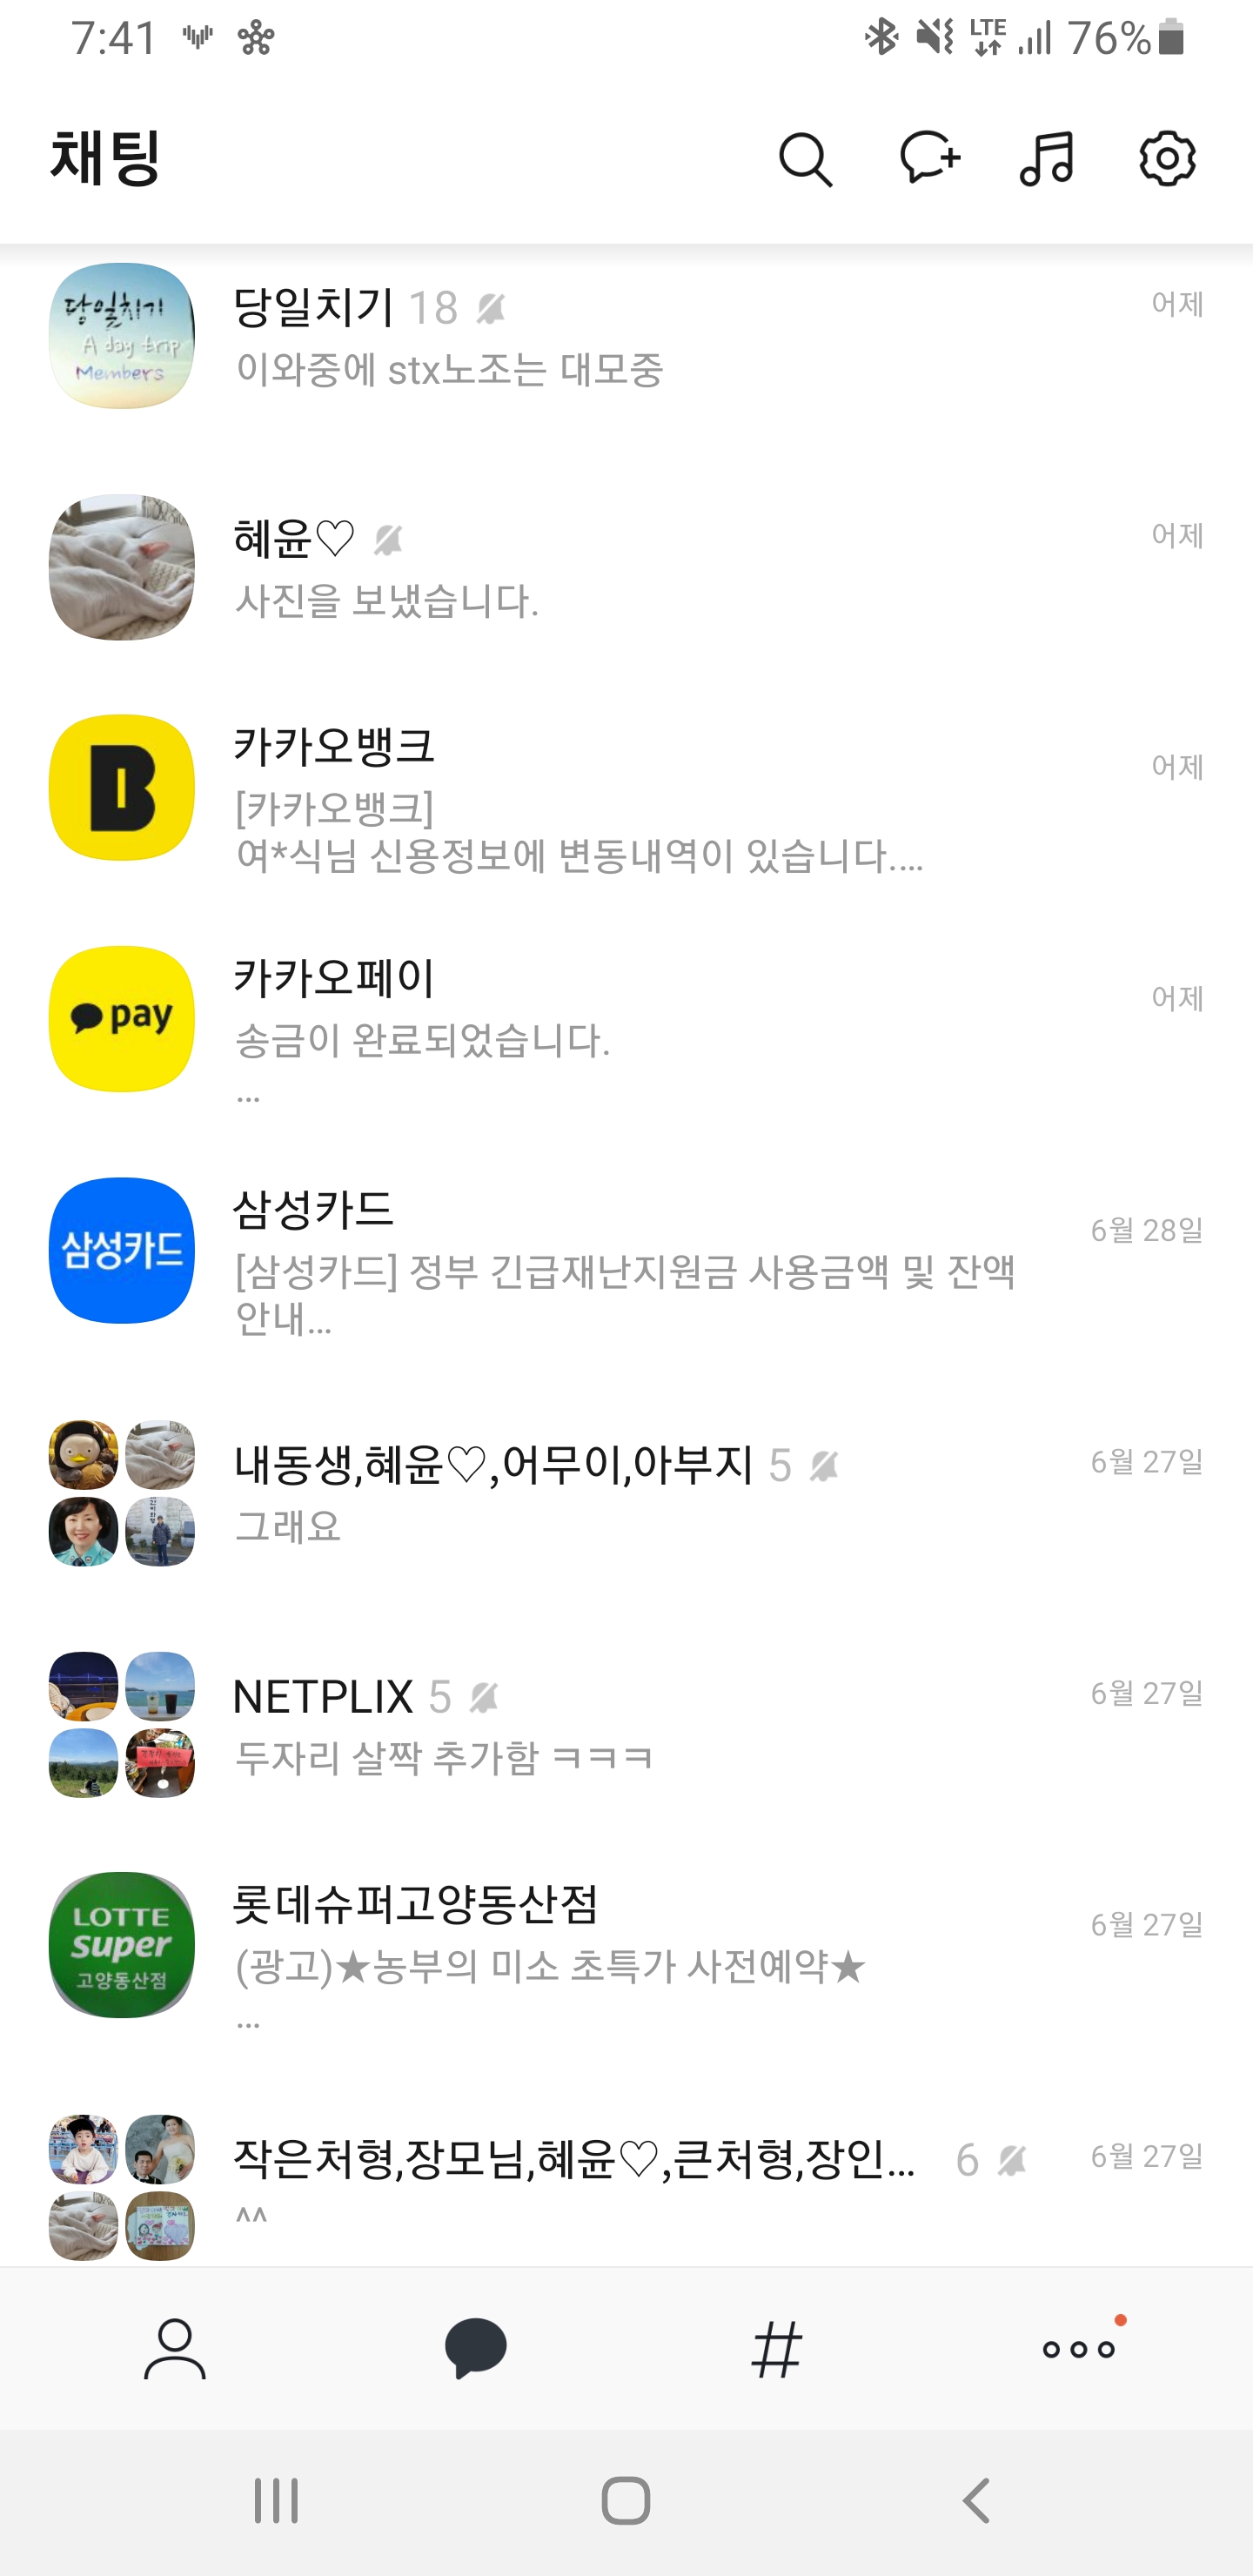 7:41 LTE 76%
채팅
당일치기
A day trip
Members
당일치기 18
어제
이와중에 stx노조는 대모중
혜윤♡
어제
사진을 보냈습니다.
B
카카오뱅크
어제
[카카오뱅크]
여*식님 신용정보에 변동내역이 있습니다....
pay
카카오페이
어제
송금이 완료되었습니다.
...
삼성카드
삼성카드
6월 28일
[삼성카드] 정부 긴급재난지원금 사용금액 및 잔액
안내...
내동생,혜윤♡,어무이,아부지 5
6월 27일
그래요
NETPLIX 5
6월 27일
두자리 살짝 추가함 ㅋㅋㅋ
LOTTE
super
고양동산점
롯데슈퍼고양동산점
6월 27일
(광고)★농부의 미소 초특가 사전예약★
...
작은처형,장모님,혜윤♡,큰처형,장인... 6
6월 27일
^^